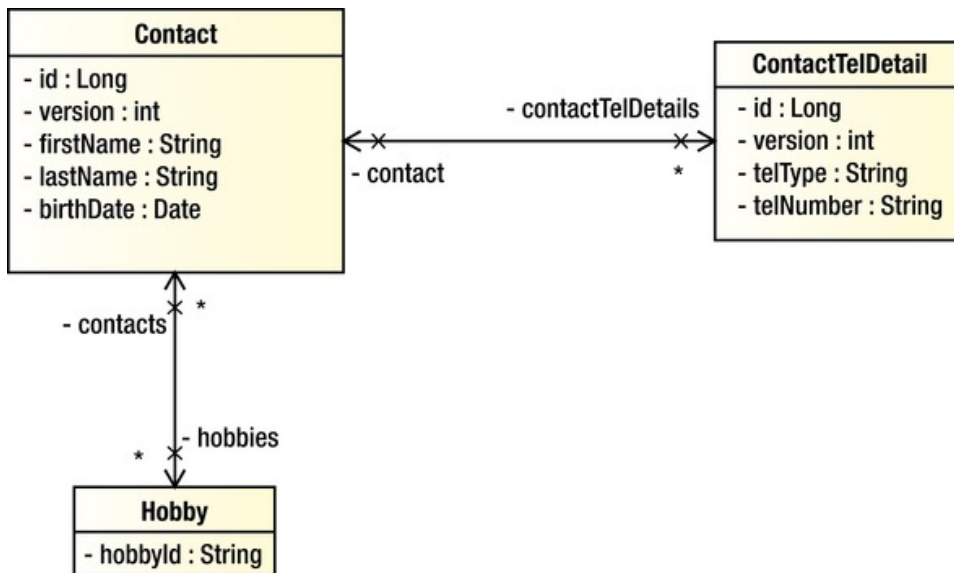 Contact
- id : Long
- version : int
- firstName : String
- lastName : String
- birthDate : Date
- contactTelDetails
- contact
*
ContactTelDetail
- id : Long
- version : int
- telType : String
- telNumber : String
*
- contacts
- hobbies
*
Hobby
- hobbyId : String